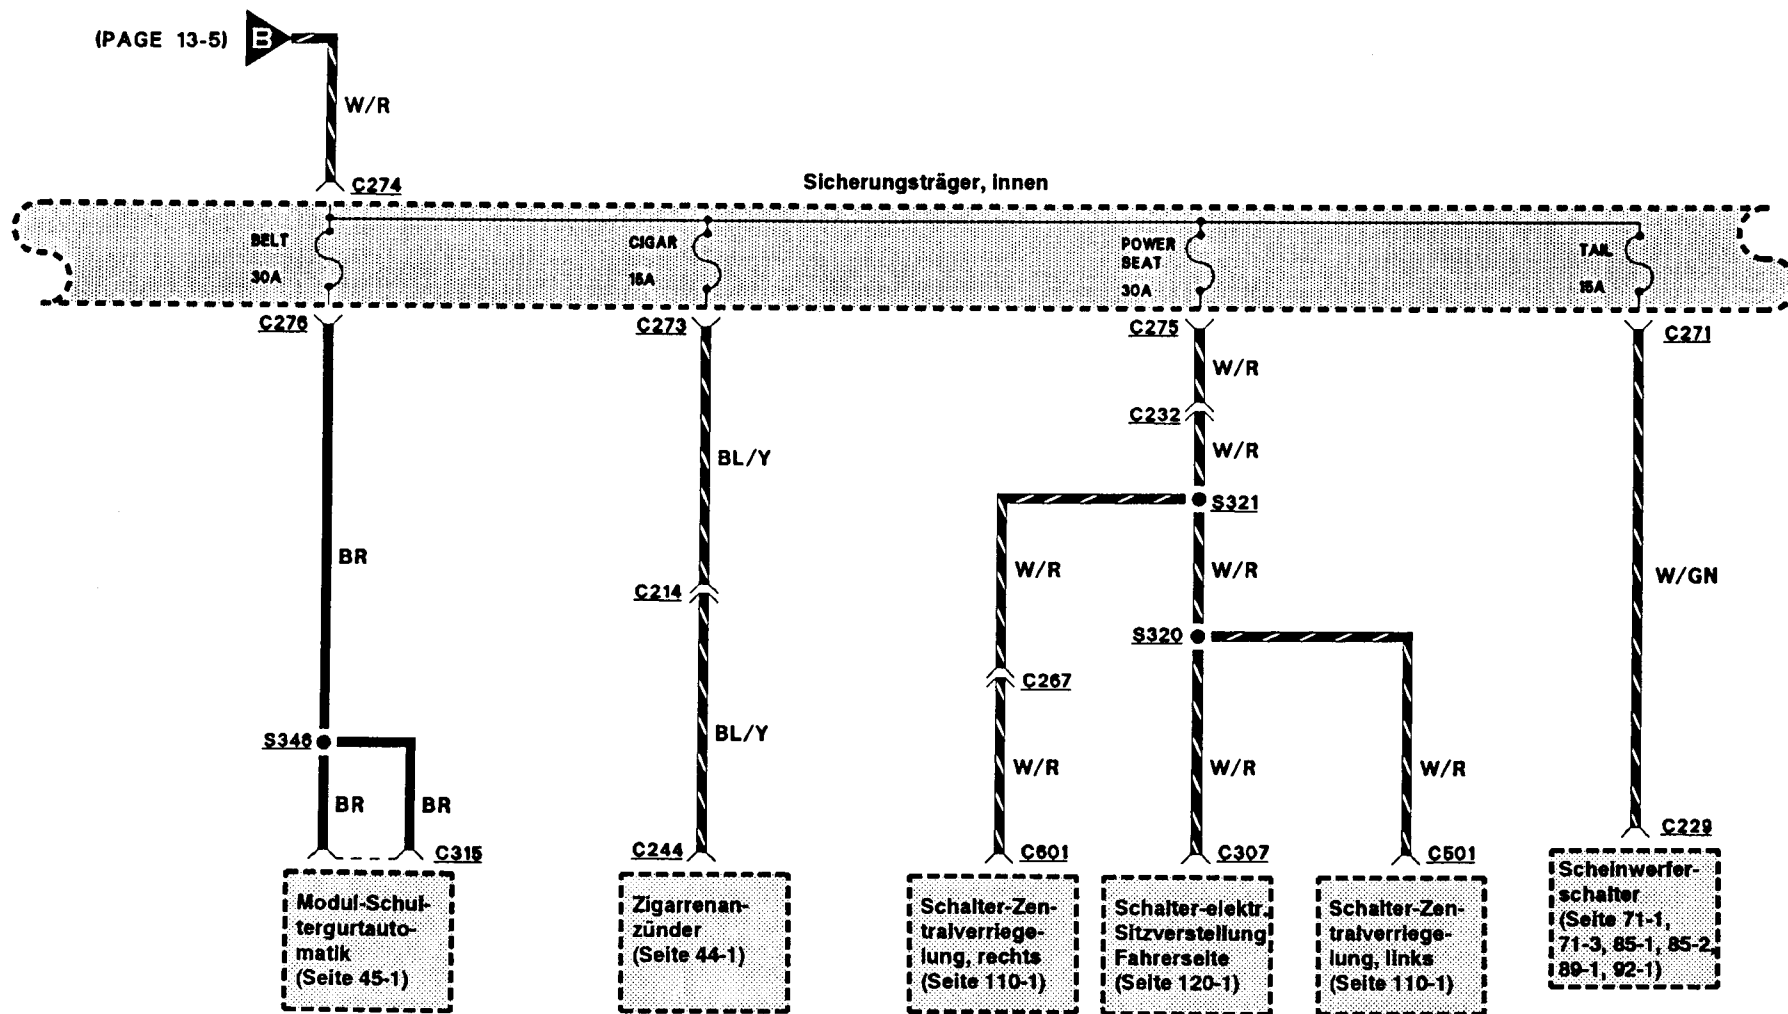 (PAGE 13-5) B
W/R
C274
Sicherungsträger, innen
BELT
30A
CIGAR
15A
POWER
SEAT
30A
TAIL
15A
C276
C273
C275
C271
W/R
C232
W/R
BL/Y
S321
BR
W/R
W/R
W/GN
C214
S320
C267
S346
BL/Y
W/R
W/R
W/R
BR
BR
C315
C244
C601
C307
C501
C229
Modul-Schul-
tergurtauto-
matik
(Seite 45-1)
Zigarrenan-
zünder
(Seite 44-1)
Schalter-Zen-
tralverriege-
lung, rechts
(Seite 110-1)
Schalter-elektr.
Sitzverstellung
Fahrerseite
(Seite 120-1)
Schalter-Zen-
tralverriege-
lung, links
(Seite 110-1)
Scheinwerfer-
schalter
(Seite 71-1,
71-3, 85-1, 85-2,
89-1, 92-1)